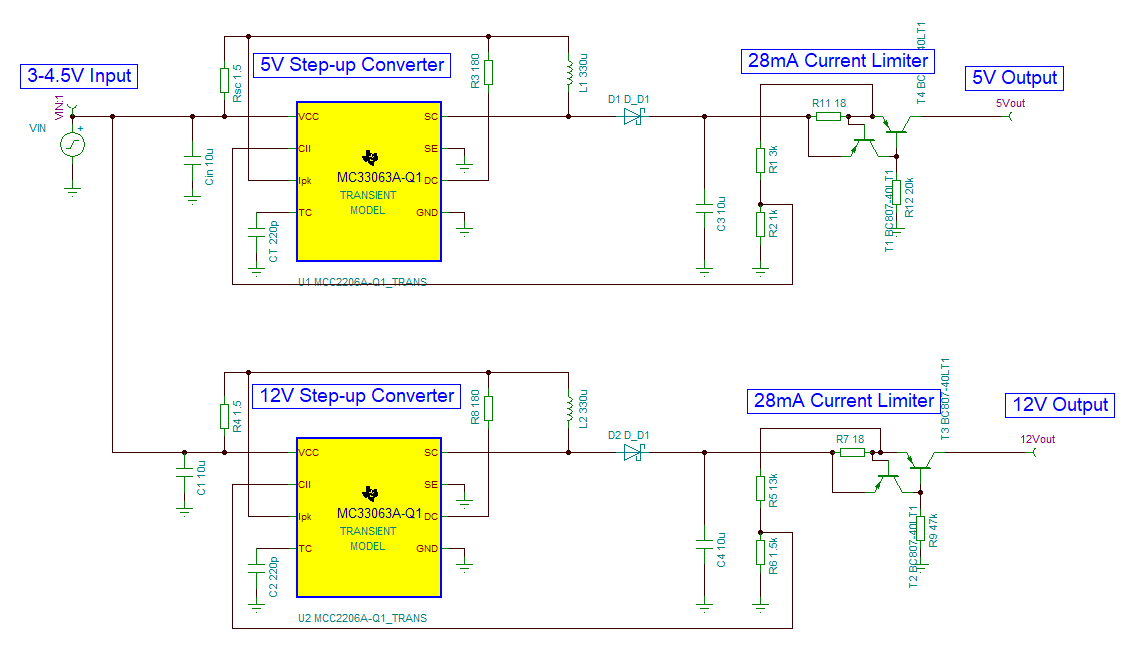 3-4.5V Input
5V Step-up Converter
28mA Current Limiter
5V Output
VIN:1
VIN
+
Rsc 1.5
R3 180
L1 330u
D1 D_D1
R11 18
T4 BC 40LT1
5Vout
VCC
CII
Ipk
TC
SC
SE
DC
GND
MC33063A-Q1
TRANSIENT
MODEL
Cin 10u
CT 220p
C3 10u
R1 3k
R2 1k
T1 BC807-40LT1
R12 20k
U1 MCC2206A-Q1_TRANS
12V Step-up Converter
28mA Current Limiter
12V Output
R4 1.5
R8 180
L2 330u
D2 D_D1
R7 18
T3 BC807-40LT1
12Vout
VCC
CII
Ipk
TC
SC
SE
DC
GND
MC33063A-Q1
TRANSIENT
MODEL
C1 10u
C2 220p
C4 10u
R5 13k
R6 1.5k
T2 BC807-40LT1
R9 47k
U2 MCC2206A-Q1_TRANS